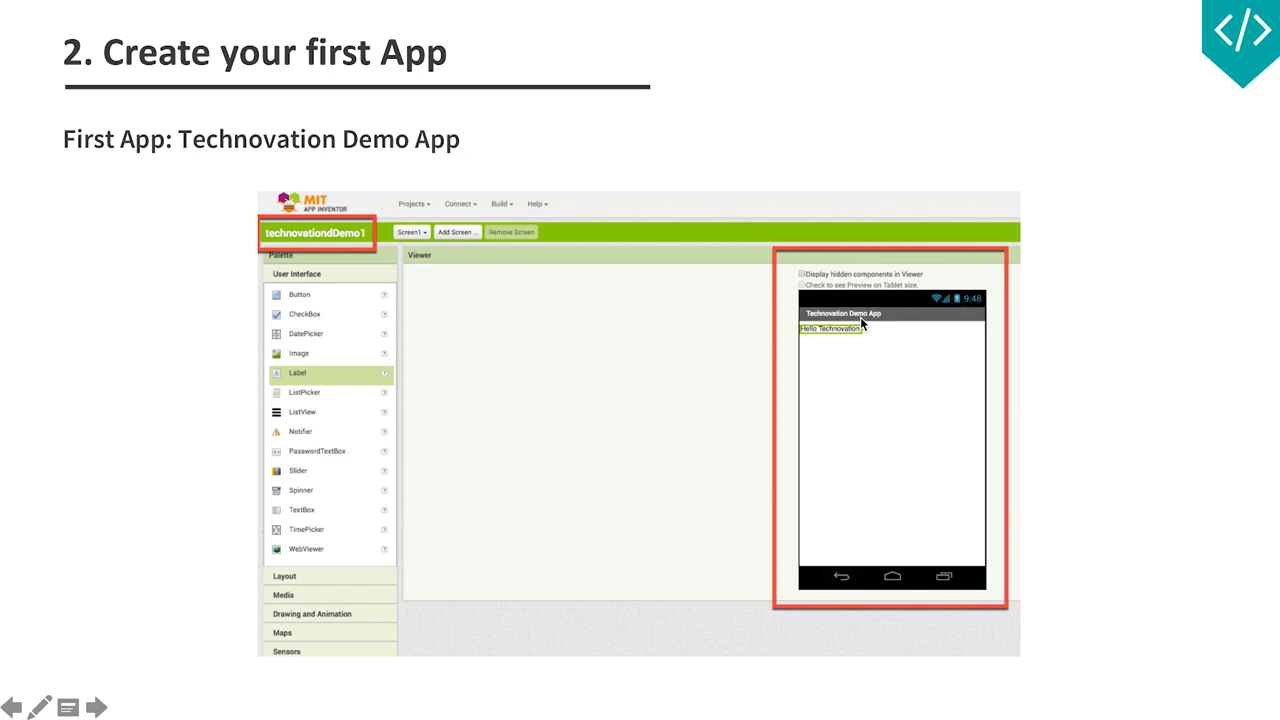 2. Create your first App
</>
First App: Technovation Demo App
MIT
APP INVENTOR
Projects
Connect
Build
Help
technovationdDemo1
Screen1
Add Screen ...
Remove Screen
Palette
Viewer
User Interface
Button
CheckBox
DatePicker
Image
Label
ListPicker
ListView
Notifier
PasswordTextBox
Slider
Spinner
TextBox
TimePicker
WebViewer
Layout
Media
Drawing and Animation
Maps
Sensors
Display hidden components in Viewer
Check to see Preview on Tablet size.
9:48
Technovation Demo App
Hello Technovation